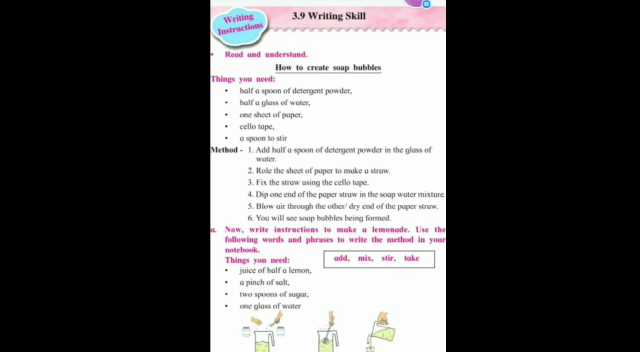 Writing
Instructions
3.9 Writing Skill
• Read and understand.
How to create soap bubbles
Things you need:
• half a spoon of detergent powder,
• half a glass of water,
• one sheet of paper,
• cello tape,
• a spoon to stir
Method - 1. Add half a spoon of detergent powder in the glass of
water.
2. Role the sheet of paper to make a straw.
3. Fix the straw using the cello tape.
4. Dip one end of the paper straw in the soap water mixture.
5. Blow air through the other/ dry end of the paper straw.
6. You will see soap bubbles being formed.
a. Now, write instructions to make a lemonade. Use the
following words and phrases to write the method in your
notebook.
Things you need:
add, mix, stir, take
• juice of half a lemon,
• a pinch of salt,
• two spoons of sugar,
• one glass of water